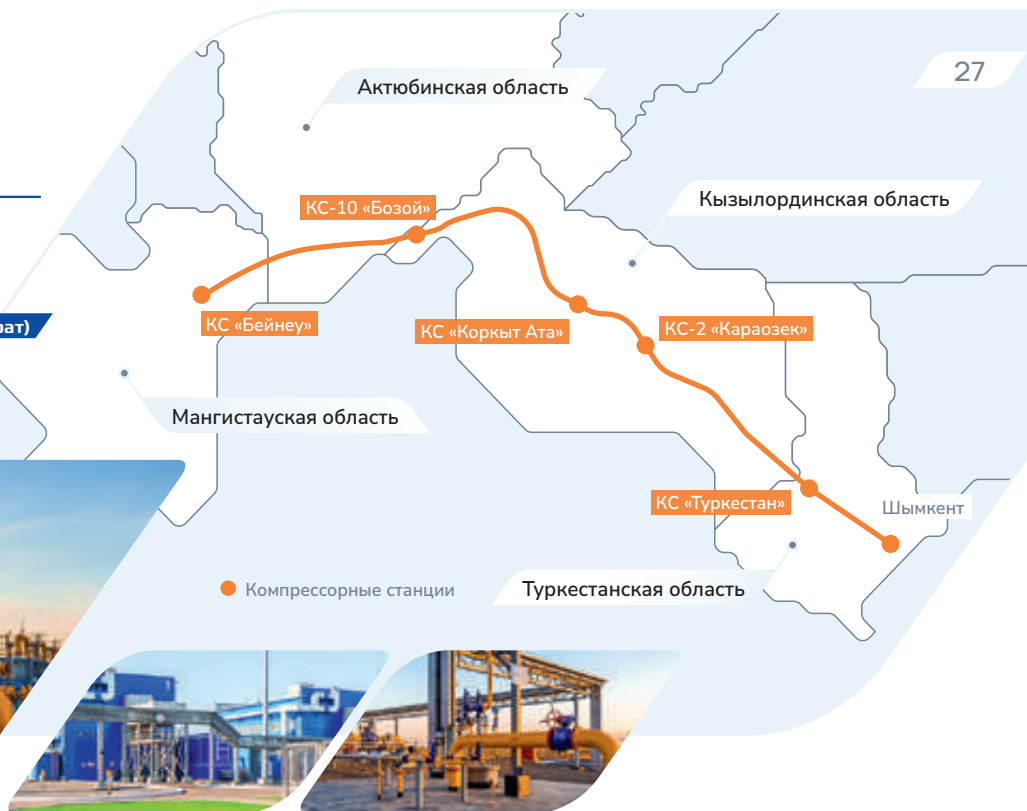 27
Актюбинская область
КС-10 «Бозой»
Кызылординская область
рат)
КС «Бейнеу»
КС «Коркыт Ата»
КС-2 «Караозек»
Мангистауская область
КС «Туркестан»
Шымкент
Компрессорные станции
Туркестанская область